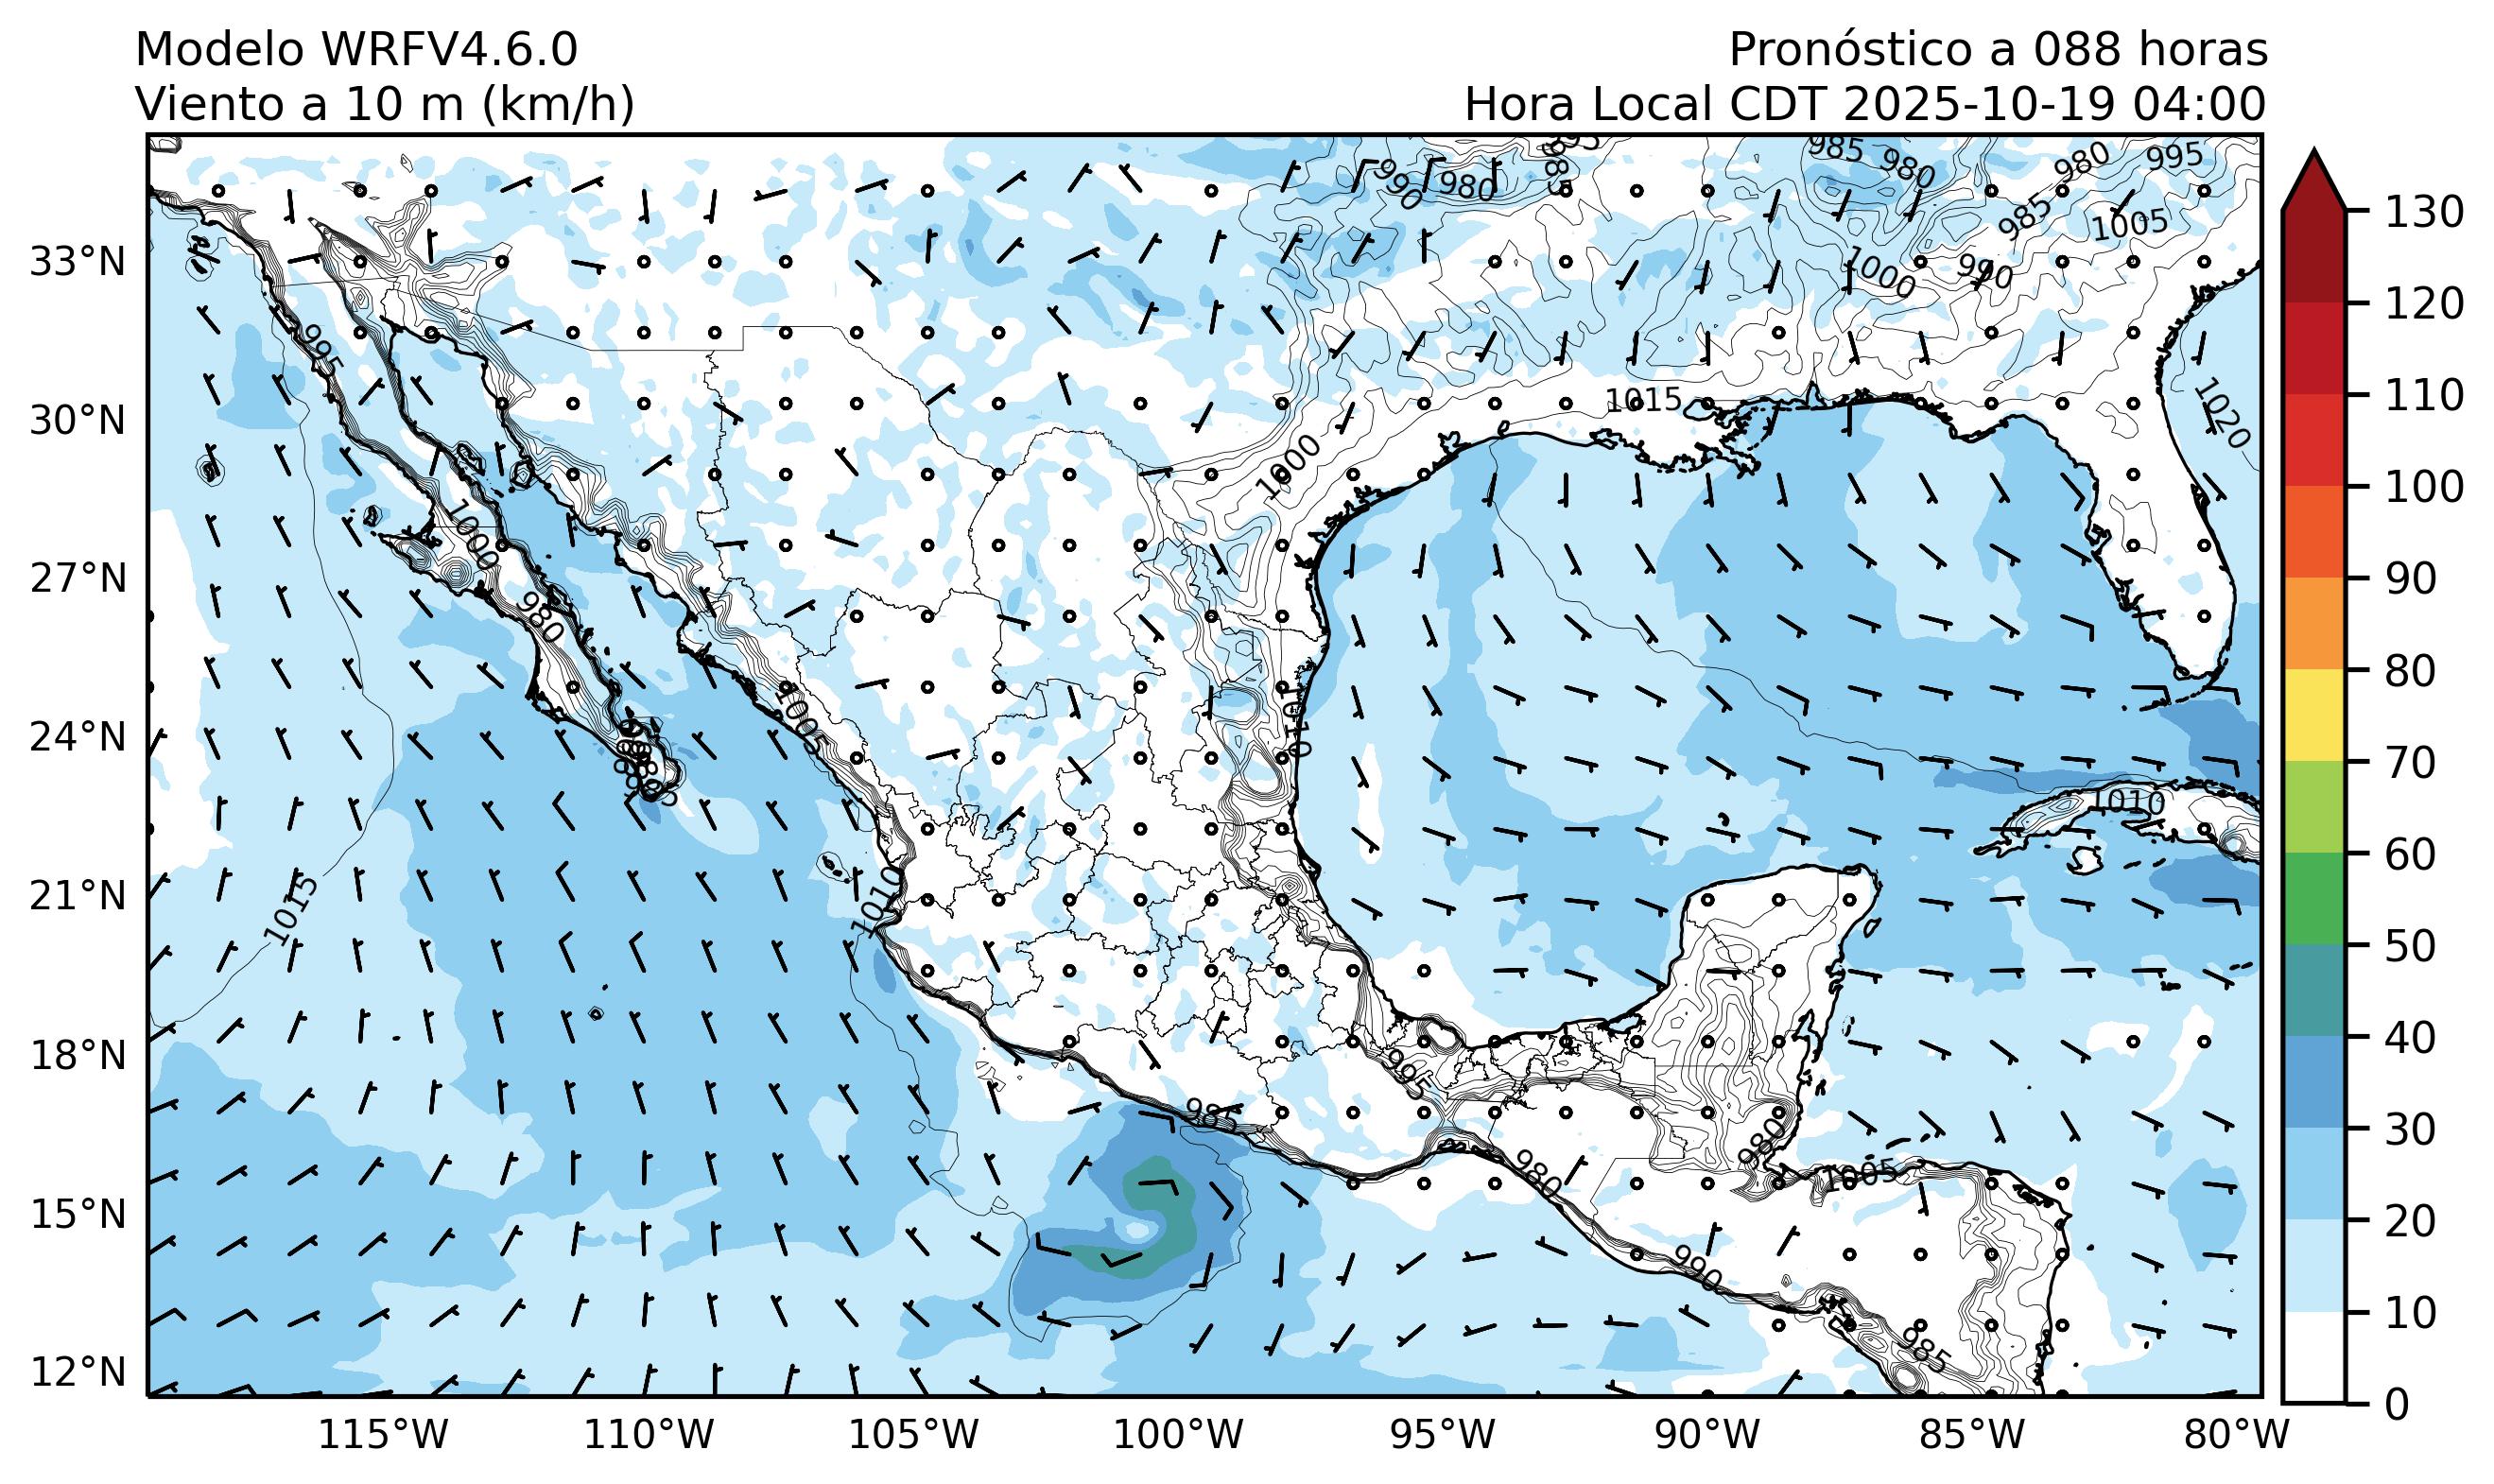 Modelo WRFV4.6.0
Viento a 10 m (km/h)
Pronóstico a 088 horas
Hora Local CDT 2025-10-19 04:00
990
980
985
980
980
995
985
1005
1000
990
33°N
995
30°N
1015
1020
1000
1000
27°N
980
24°N
1005
1010
1010
21°N
1015
1010
18°N
995
985
980
980
1005
15°N
990
985
12°N
115°W
110°W
105°W
100°W
95°W
90°W
85°W
80°W
130
120
110
100
90
80
70
60
50
40
30
20
10
0